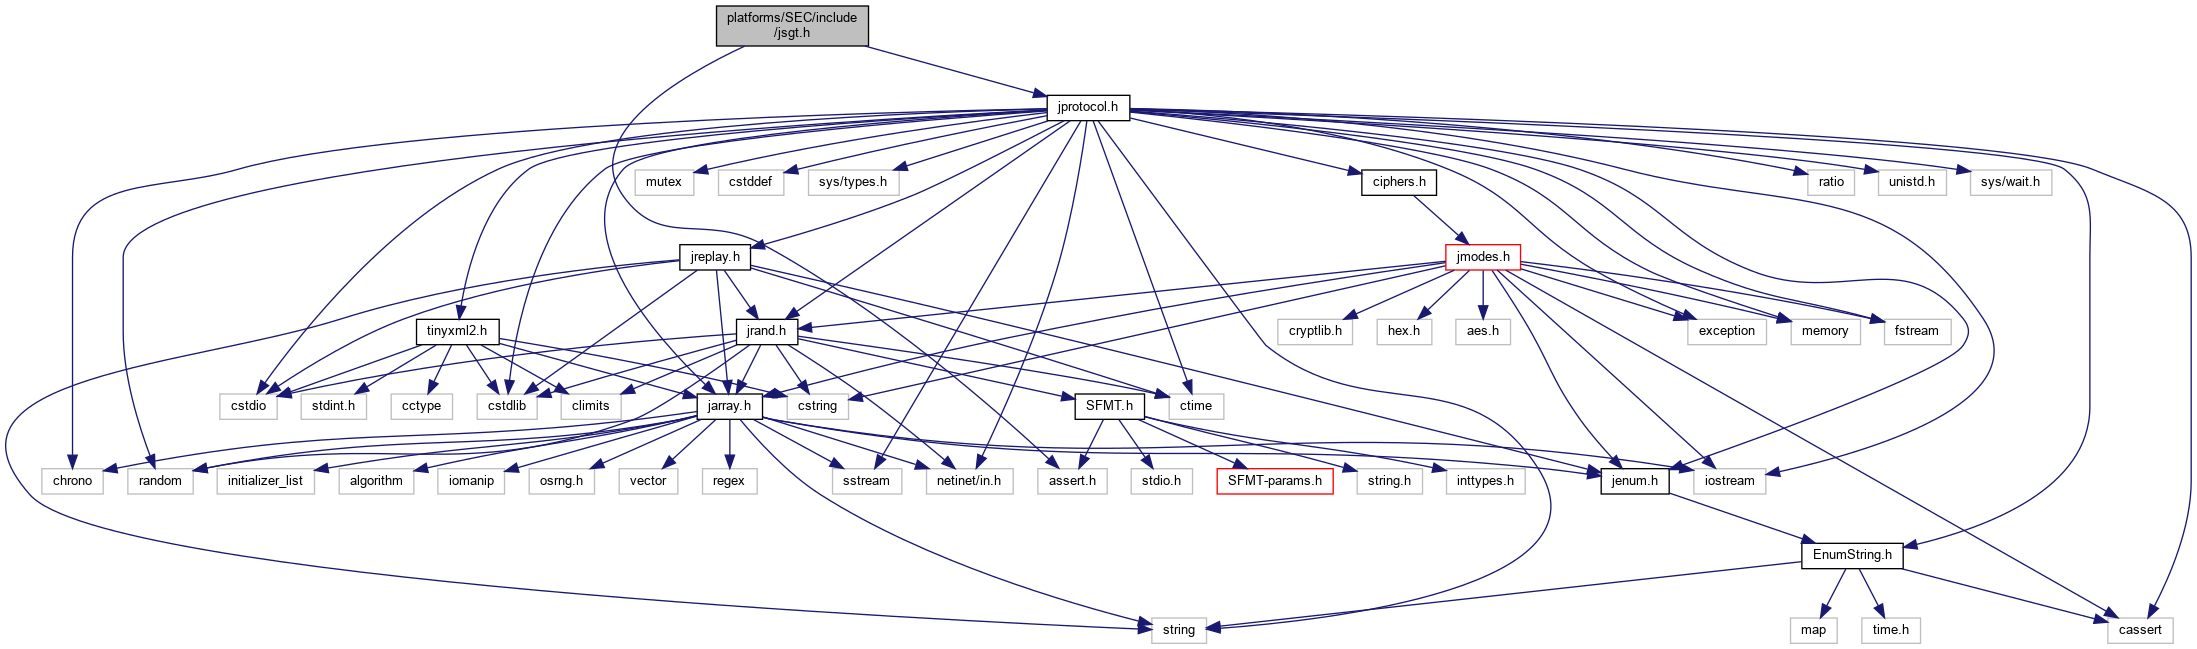 platforms/SEC/include
/jsgt.h
jprotocol.h
mutex
cstddef
sys/types.h
ciphers.h
ratio
unistd.h
sys/wait.h
jreplay.h
jmodes.h
tinyxml2.h
jrand.h
cryptlib.h
hex.h
aes.h
exception
memory
fstream
cstdio
stdint.h
cctype
cstdlib
climits
jarray.h
cstring
SFMT.h
ctime
chrono
random
initializer_list
algorithm
iomanip
osrng.h
vector
regex
sstream
netinet/in.h
assert.h
stdio.h
SFMT-params.h
string.h
inttypes.h
jenum.h
iostream
EnumString.h
string
map
time.h
cassert